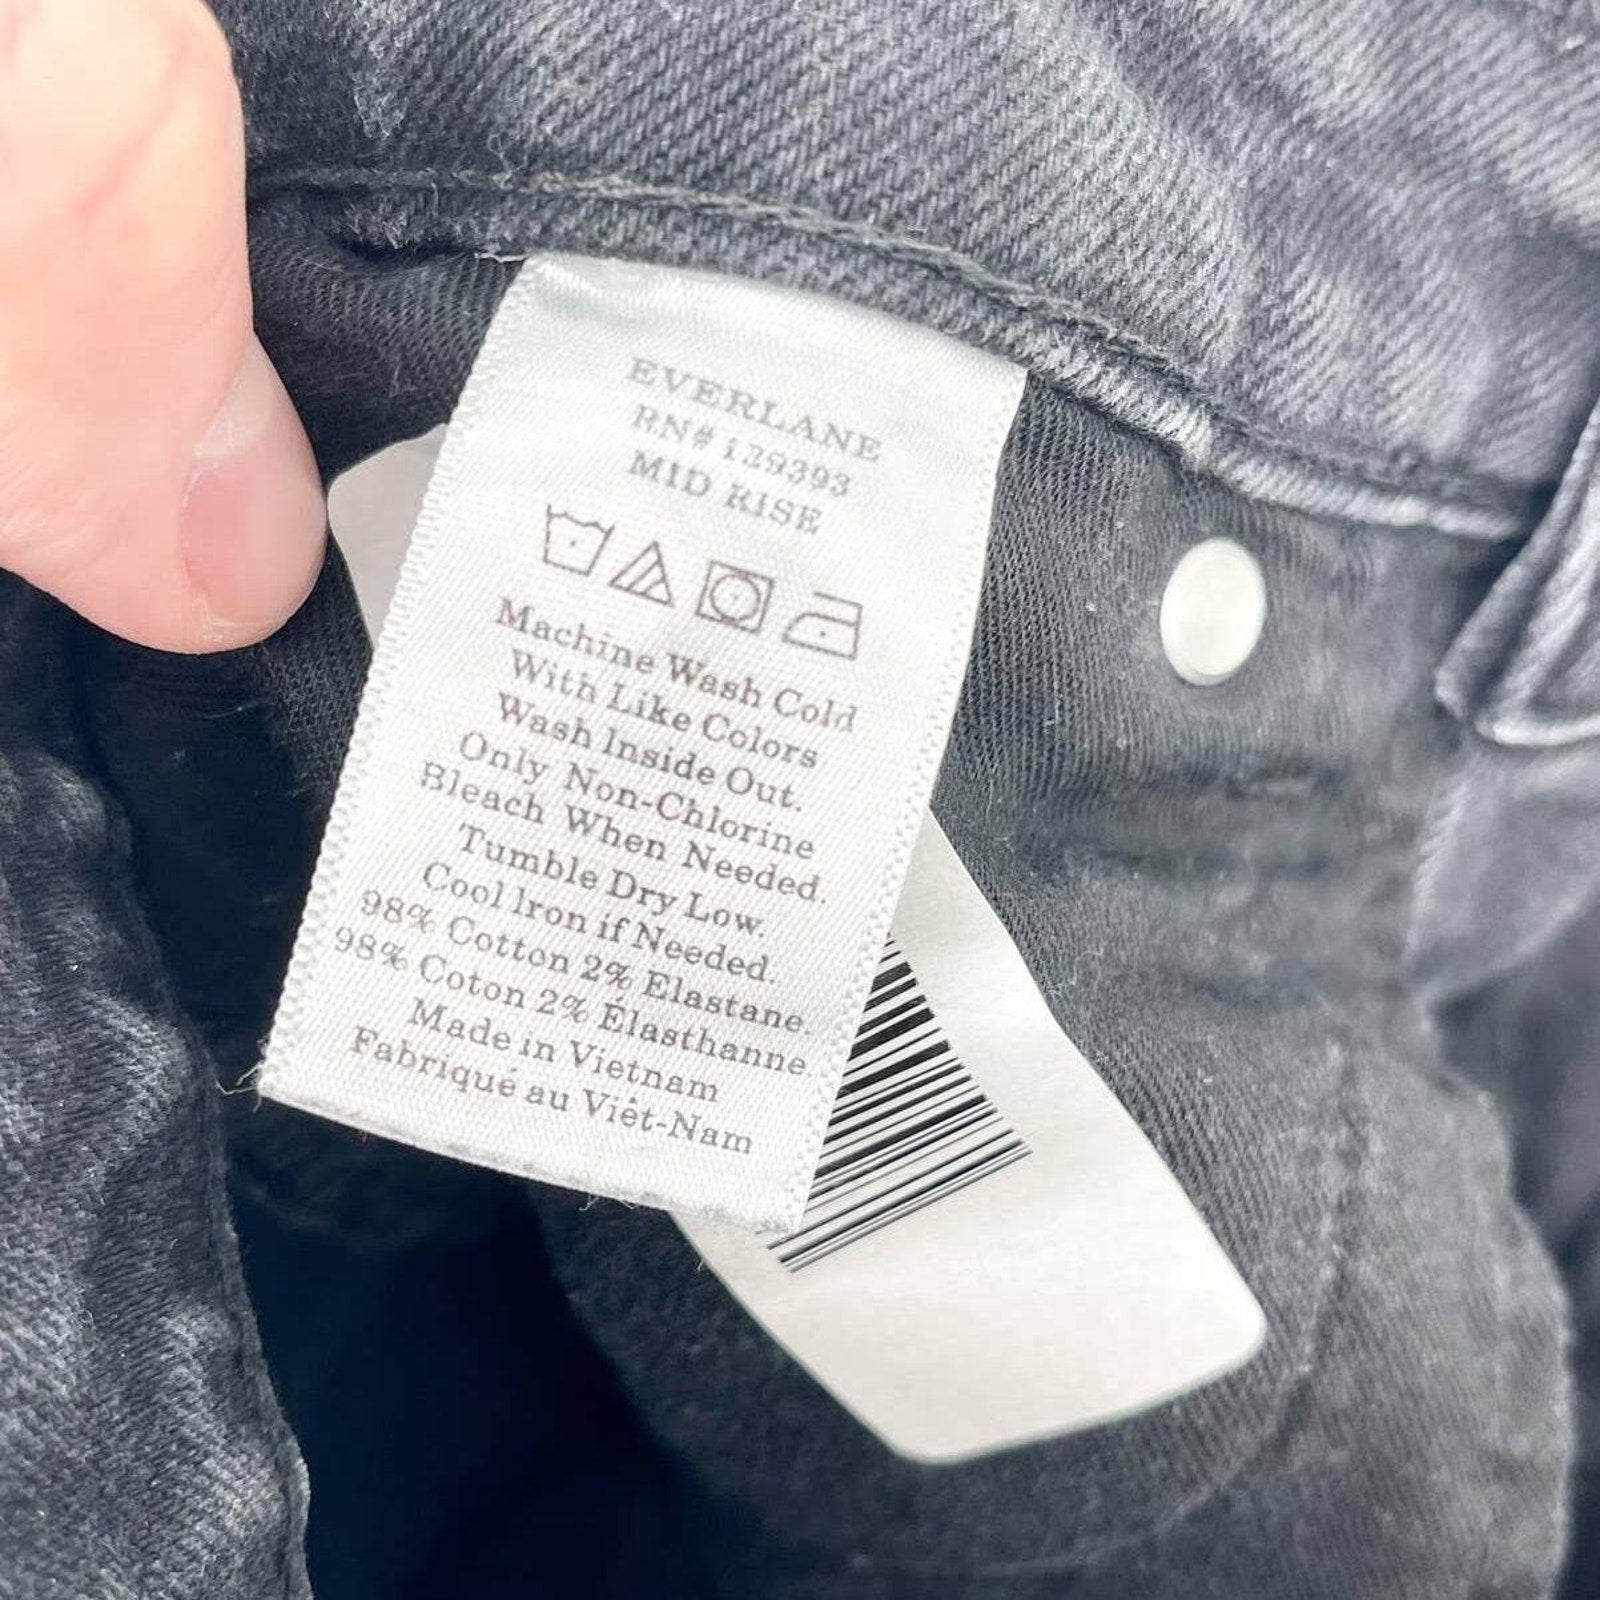 EVERLANE
RN# 129393
MID RISE
Machine Wash Cold
With Like Colors
Wash Inside Out.
Only Non-Chlorine
Bleach When Needed.
Tumble Dry Low.
Cool Iron if Needed.
98% Cotton 2% Elastane.
98% Coton 2% Élasthanne.
Made in Vietnam
Fabriqué au Việt-Nam